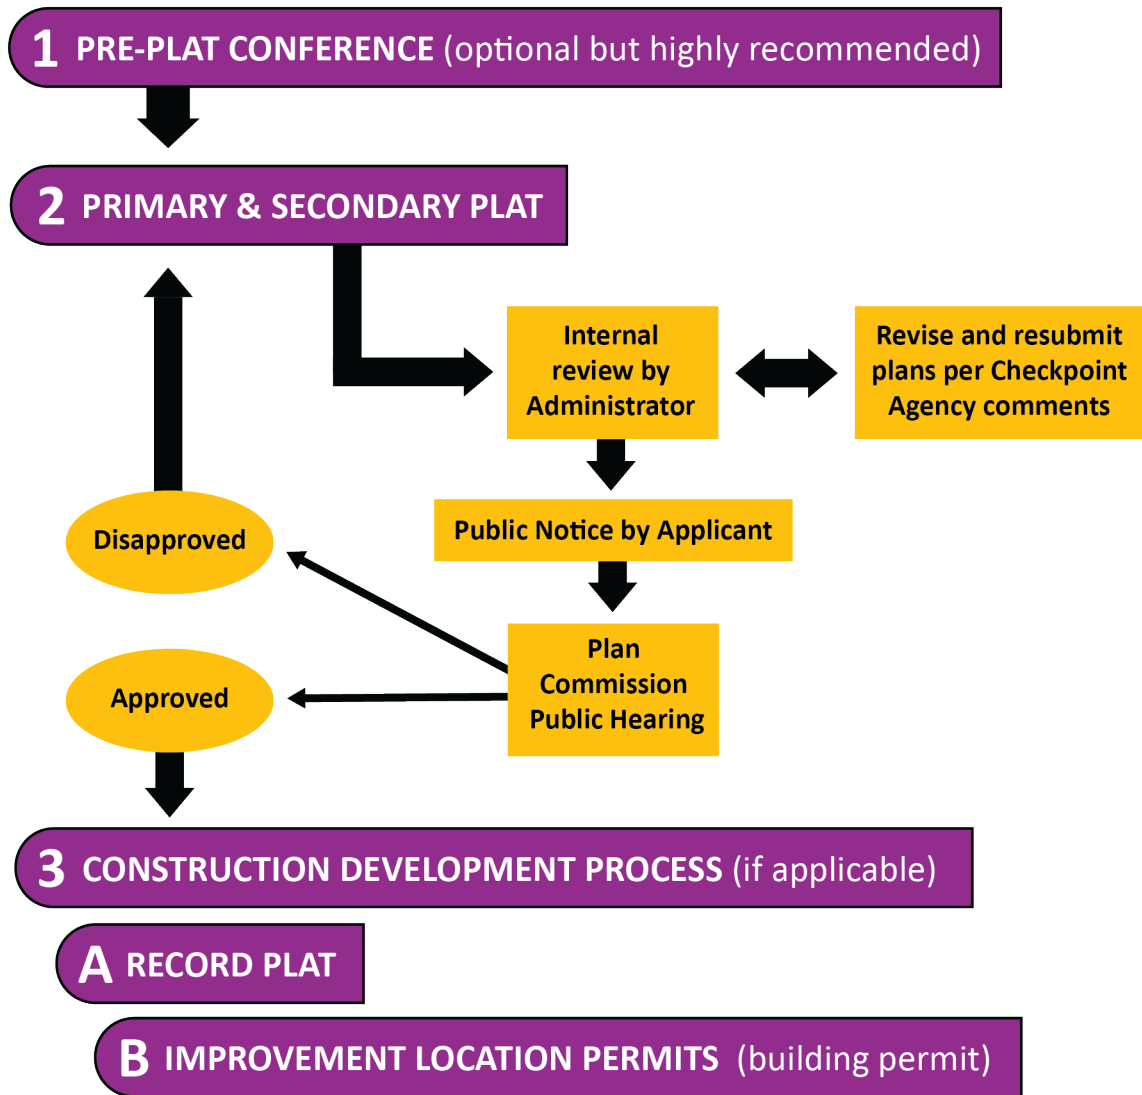 1 PRE-PLAT CONFERENCE (optional but highly recommended)
2 PRIMARY & SECONDARY PLAT
Internal
review by
Administrator
Revise and resubmit
plans per Checkpoint
Agency comments
Public Notice by Applicant
Disapproved
Plan
Commission
Public Hearing
Approved
3 CONSTRUCTION DEVELOPMENT PROCESS (if applicable)
A RECORD PLAT
B IMPROVEMENT LOCATION PERMITS (building permit)